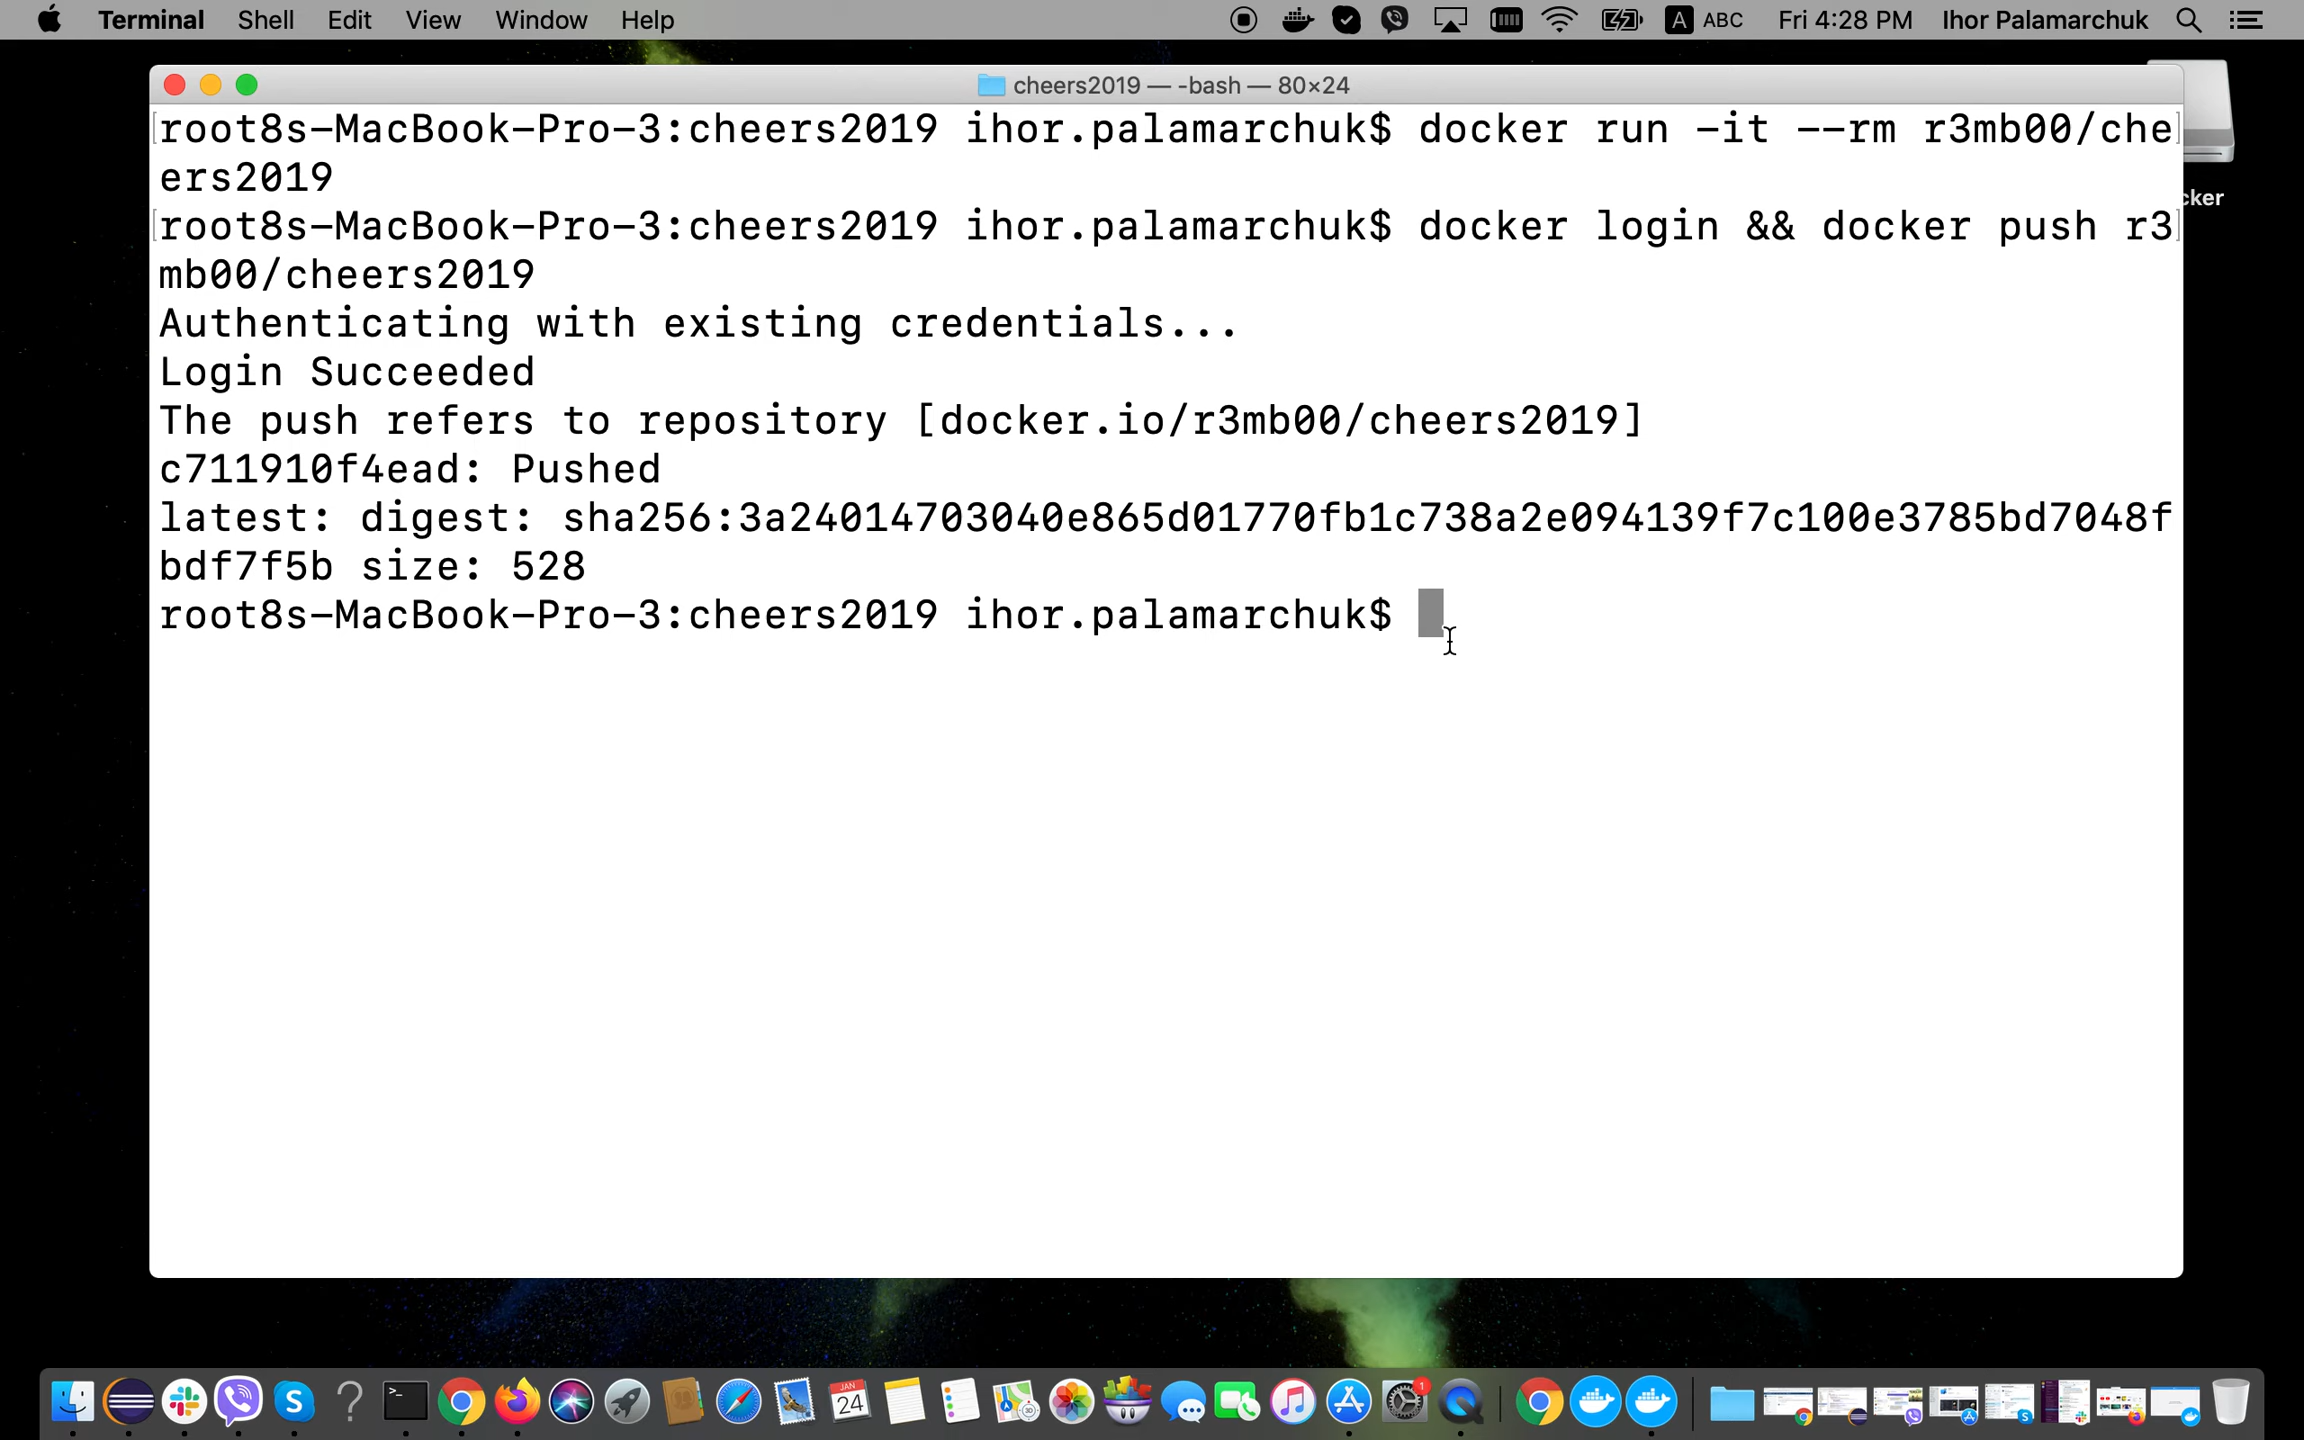 Terminal Shell Edit View Window Help A ABC Fri 4:28 PM Ihor Palamarchuk
cheers2019 — -bash — 80×24
root8s-MacBook-Pro-3:cheers2019 ihor.palamarchuk$ docker run -it --rm r3mb00/che
ers2019
root8s-MacBook-Pro-3:cheers2019 ihor.palamarchuk$ docker login && docker push r3
mb00/cheers2019
Authenticating with existing credentials...
Login Succeeded
The push refers to repository [docker.io/r3mb00/cheers2019]
c711910f4ead: Pushed
latest: digest: sha256:3a24014703040e865d01770fb1c738a2e094139f7c100e3785bd7048f
bdf7f5b size: 528
root8s-MacBook-Pro-3:cheers2019 ihor.palamarchuk$
cker
JAN
24
1